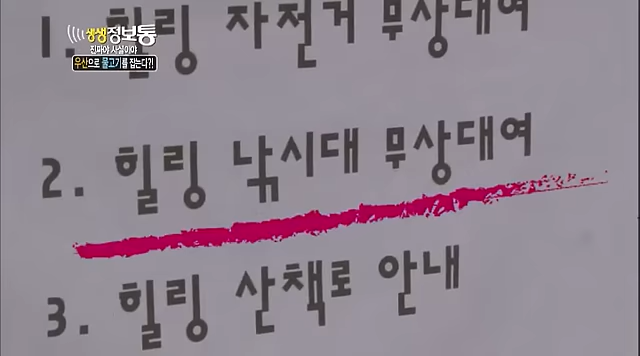 생생정보통
진짜야 사실이야
우산으로 물고기를 잡는다?!
1. 힐링 자전거 무상대여
2. 힐링 낚시대 무상대여
3. 힐링 산책로 안내